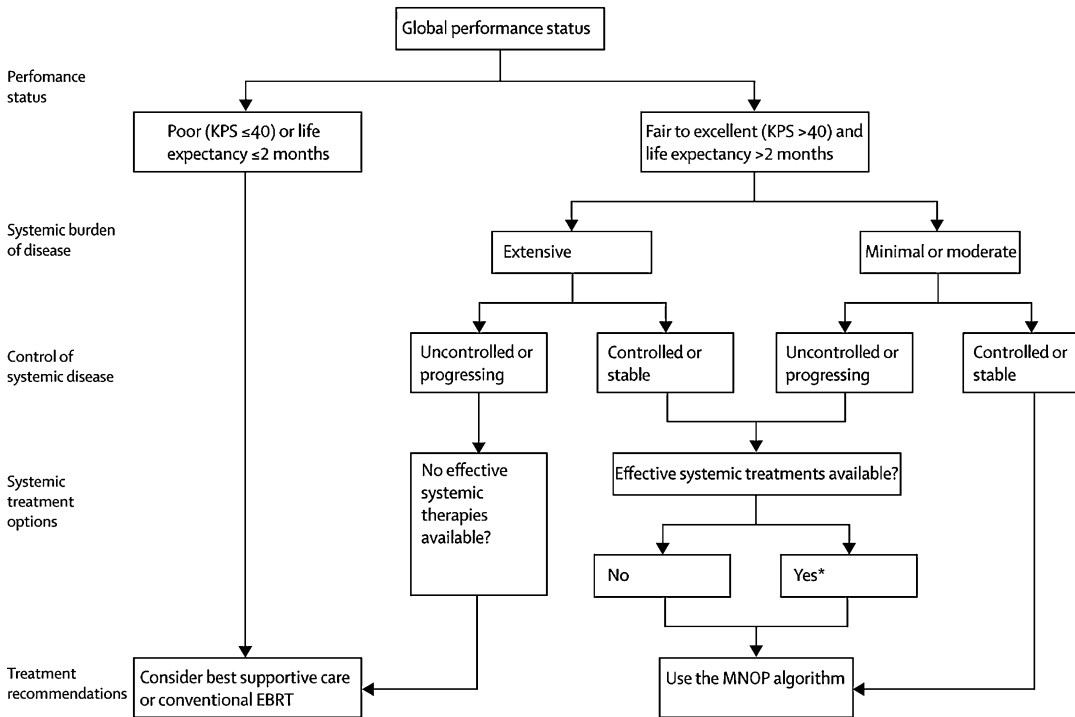 Global performance status
Perfomance
status
Poor (KPS ≤40) or life
expectancy ≤2 months
Fair to excellent (KPS >40) and
life expectancy >2 months
Systemic burden
of disease
Extensive
Minimal or moderate
Control of
systemic disease
Uncontrolled or
progressing
Controlled or
stable
Uncontrolled or
progressing
Controlled or
stable
Systemic
treatment
options
No effective
systemic
therapies
available?
Effective systemic treatments available?
No
Yes*
Treatment
recommendations
Consider best supportive care
or conventional EBRT
Use the MNOP algorithm